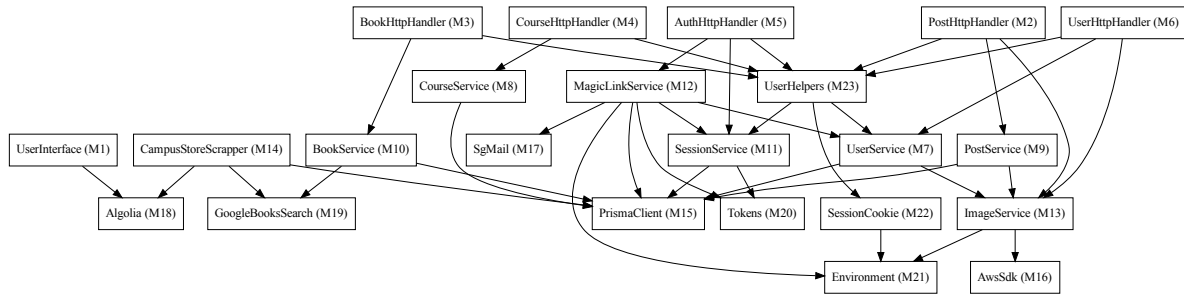 BookHttpHandler (M3)
CourseHttpHandler (M4)
AuthHttpHandler (M5)
PostHttpHandler (M2)
UserHttpHandler (M6)
CourseService (M8)
MagicLinkService (M12)
UserHelpers (M23)
UserInterface (M1)
CampusStoreScrapper (M14)
BookService (M10)
SgMail (M17)
SessionService (M11)
UserService (M7)
PostService (M9)
Algolia (M18)
GoogleBooksSearch (M19)
PrismaClient (M15)
Tokens (M20)
SessionCookie (M22)
ImageService (M13)
Environment (M21)
AwsSdk (M16)